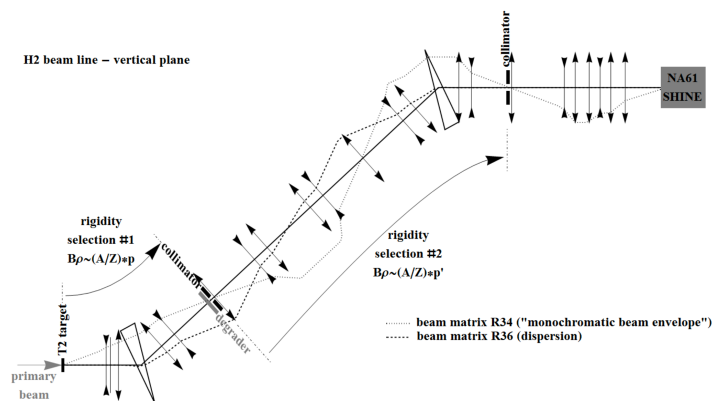 H2 beam line – vertical plane
collimator
NA61
SHINE
rigidity
selection #1
Bρ~(A/Z)*p
collimator
degrader
rigidity
selection #2
Bρ~(A/Z)*p'
T2 target
primary
beam
beam matrix R34 ("monochromatic beam envelope")
beam matrix R36 (dispersion)